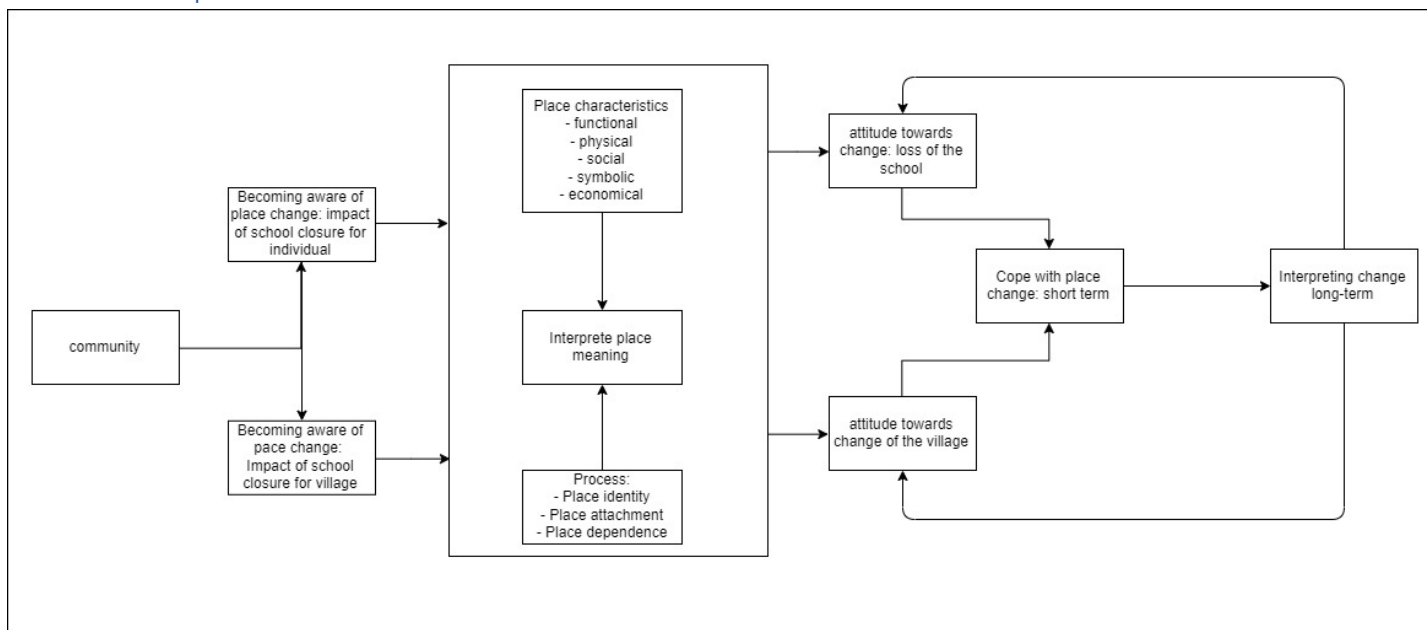 community
Becoming aware of
place change: impact
of school closure for
individual
Becoming aware of
pace change:
Impact of school
closure for village
Place characteristics
- functional
- physical
- social
- symbolic
- economical
Interprete place
meaning
Process:
- Place identity
- Place attachment
- Place dependence
attitude towards
change: loss of the
school
attitude towards
change of the village
Cope with place
change: short term
Interpreting change
long-term